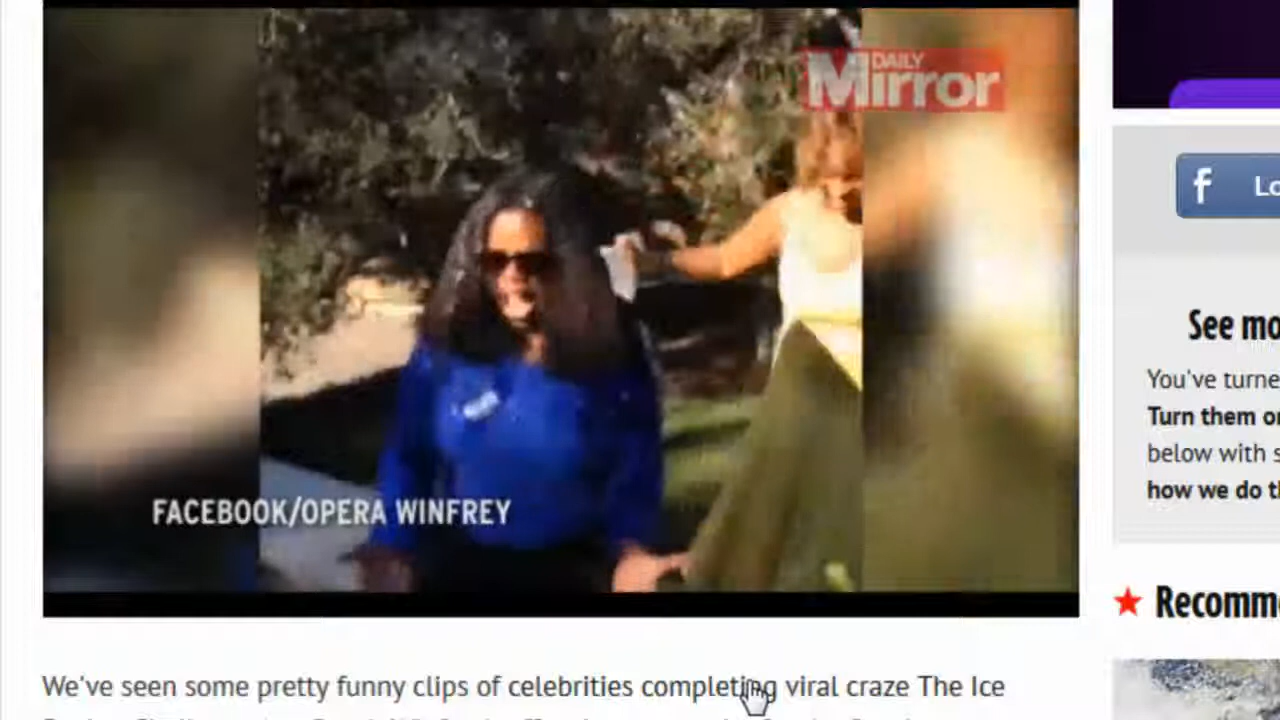 DAILY
Mirror
f Lo
See mo
You've turne
Turn them o
below with s
how we do t
FACEBOOK/OPERA WINFREY
Recomm
We've seen some pretty funny clips of celebrities completing viral craze The Ice